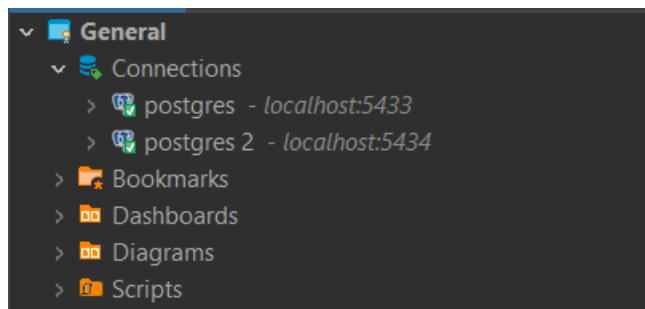 General
Connections
postgres - localhost:5433
postgres 2 - localhost:5434
Bookmarks
Dashboards
Diagrams
Scripts